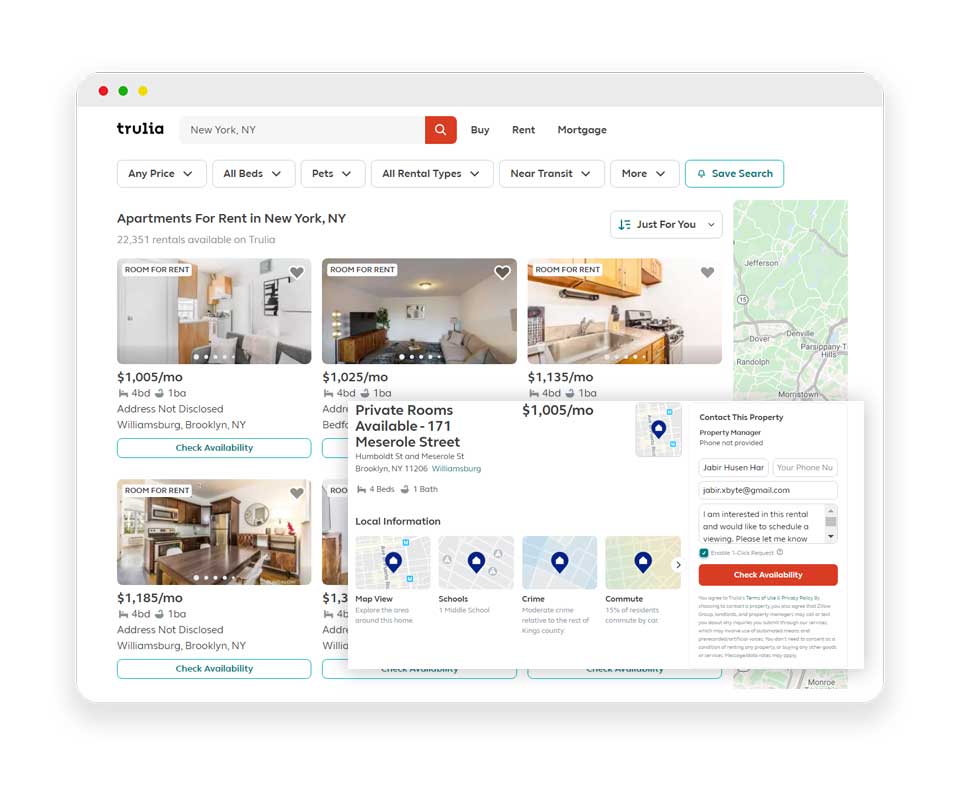 trulia
New York, NY
Buy
Rent
Mortgage
Any Price
All Beds
Pets
All Rental Types
Near Transit
More
Save Search
Apartments For Rent in New York, NY
22,351 rentals available on Trulia
Just For You
ROOM FOR RENT
$1,005/mo
4bd 1ba
Address Not Disclosed
Williamsburg, Brooklyn, NY
Check Availability
ROOM FOR RENT
$1,025/mo
4bd 1ba
Addre
Bedfo
ROOM FOR RENT
$1,135/mo
4bd 1ba
ROOM FOR RENT
$1,185/mo
4bd 1ba
Address Not Disclosed
Williamsburg, Brooklyn, NY
Check Availability
ROO
$1,3
4bd
Addre
Willia
Check Availability
Check Availability
Jefferson
15
Dover
Denville
Parsippany-T
Hills
Randolph
Morristown
Monroe
Private Rooms
Available - 171
Meserole Street
Humboldt St and Meserole St
Brooklyn, NY 11206 Williamsburg
4 Beds 1 Bath
$1,005/mo
Local Information
Map View
Explore the area
around this home.
Schools
1 Middle School
Crime
Moderate crime
relative to the rest of
Kings county
Commute
15% of residents
commute by car.
Contact This Property
Property Manager
Phone not provided
Jabir Husen Har
Your Phone Nu
jabir.xbyte@gmail.com
I am interested in this rental
and would like to schedule a
viewing. Please let me know
Enable 1-Click Request
Check Availability
You agree to Trulia's Terms of Use & Privacy Policy. By
choosing to contact a property, you also agree that Zillow
Group, landlords, and property managers may call or text
you about any inquiries you submit through our services,
which may involve use of automated means and
prerecorded/artificial voices. You don't need to consent as a
condition of renting any property, or buying any other goods
or services. Message/data rates may apply.